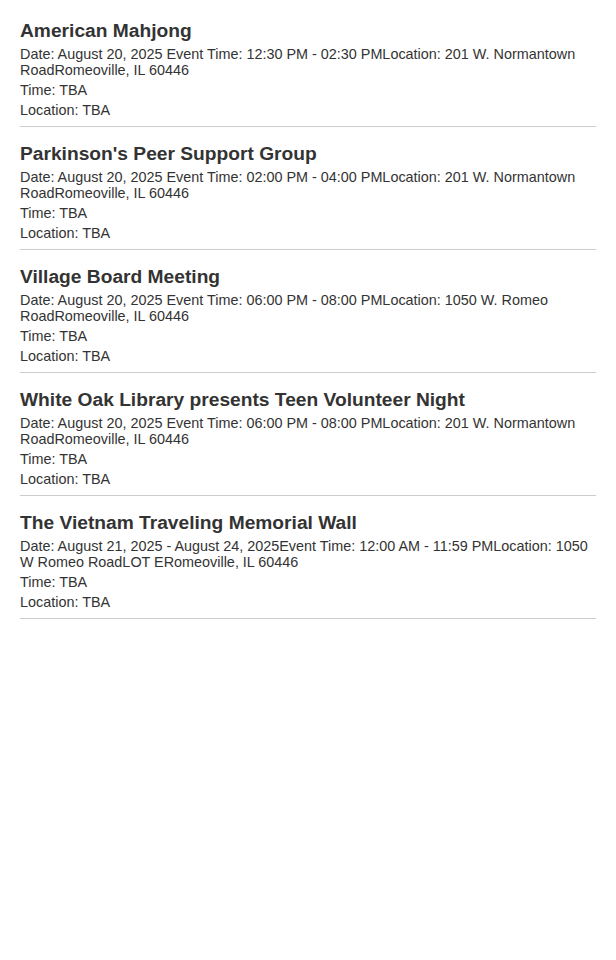 American Mahjong
Date: August 20, 2025 Event Time: 12:30 PM - 02:30 PMLocation: 201 W. Normantown
RoadRomeoville, IL 60446
Time: TBA
Location: TBA
Parkinson's Peer Support Group
Date: August 20, 2025 Event Time: 02:00 PM - 04:00 PMLocation: 201 W. Normantown
RoadRomeoville, IL 60446
Time: TBA
Location: TBA
Village Board Meeting
Date: August 20, 2025 Event Time: 06:00 PM - 08:00 PMLocation: 1050 W. Romeo
RoadRomeoville, IL 60446
Time: TBA
Location: TBA
White Oak Library presents Teen Volunteer Night
Date: August 20, 2025 Event Time: 06:00 PM - 08:00 PMLocation: 201 W. Normantown
RoadRomeoville, IL 60446
Time: TBA
Location: TBA
The Vietnam Traveling Memorial Wall
Date: August 21, 2025 - August 24, 2025Event Time: 12:00 AM - 11:59 PMLocation: 1050
W Romeo RoadLOT ERomeoville, IL 60446
Time: TBA
Location: TBA